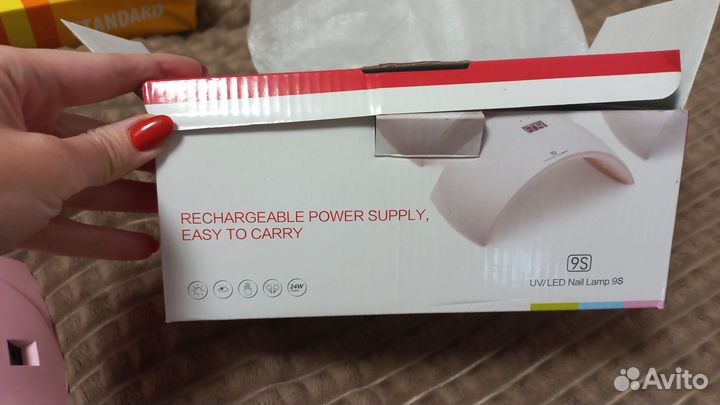 STANDARD
RECHARGEABLE POWER SUPPLY,
EASY TO CARRY
24W
9S
UV/LED Nail Lamp 9S
Avito